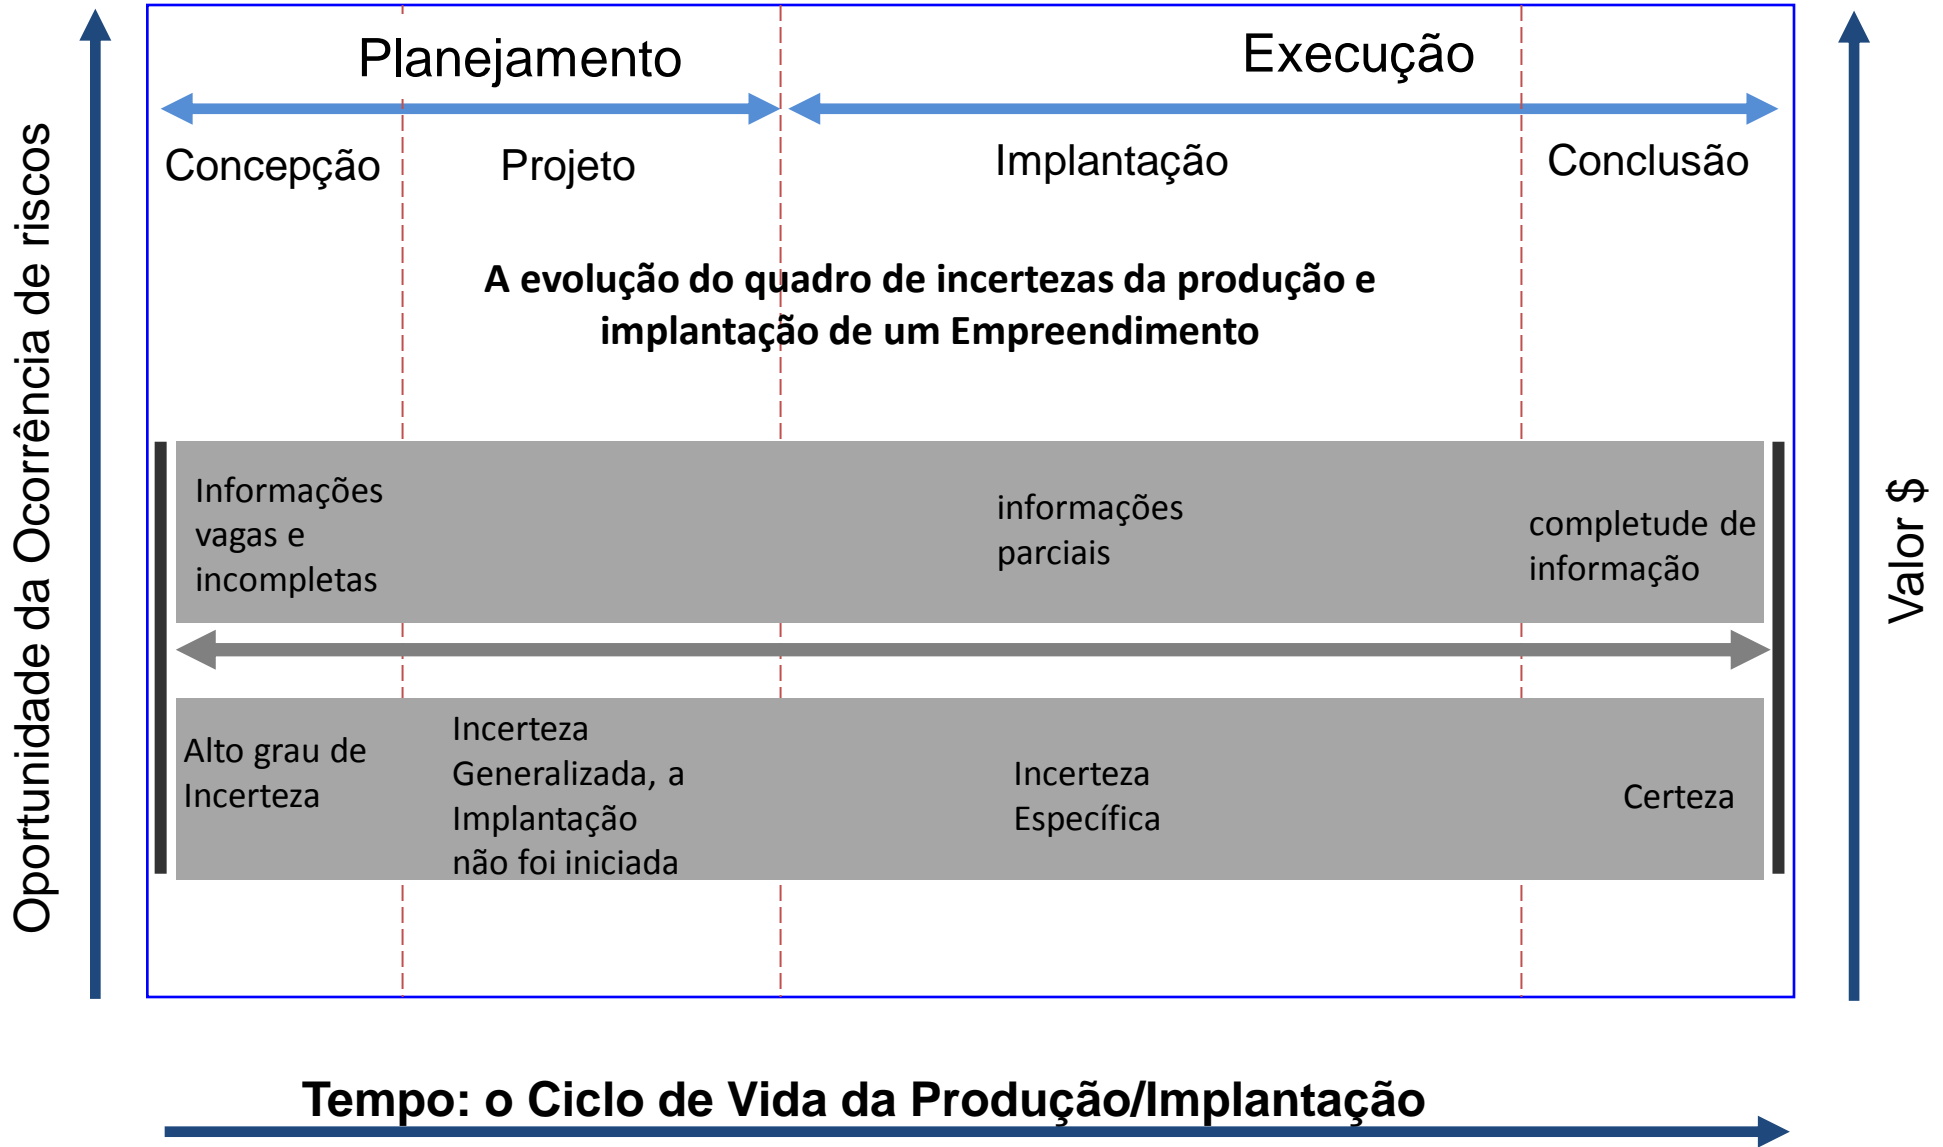 Planejamento
Execução
Concepção
Projeto
Implantação
Conclusão
Oportunidade da Ocorrência de riscos
A evolução do quadro de incertezas da produção e
implantação de um Empreendimento
Valor $
Informações
vagas e
incompletas
informações
parciais
completude de
informação
Alto grau de
Incerteza
Incerteza
Generalizada, a
Implantação
não foi iniciada
Incerteza
Específica
Certeza
Tempo: o Ciclo de Vida da Produção/Implantação